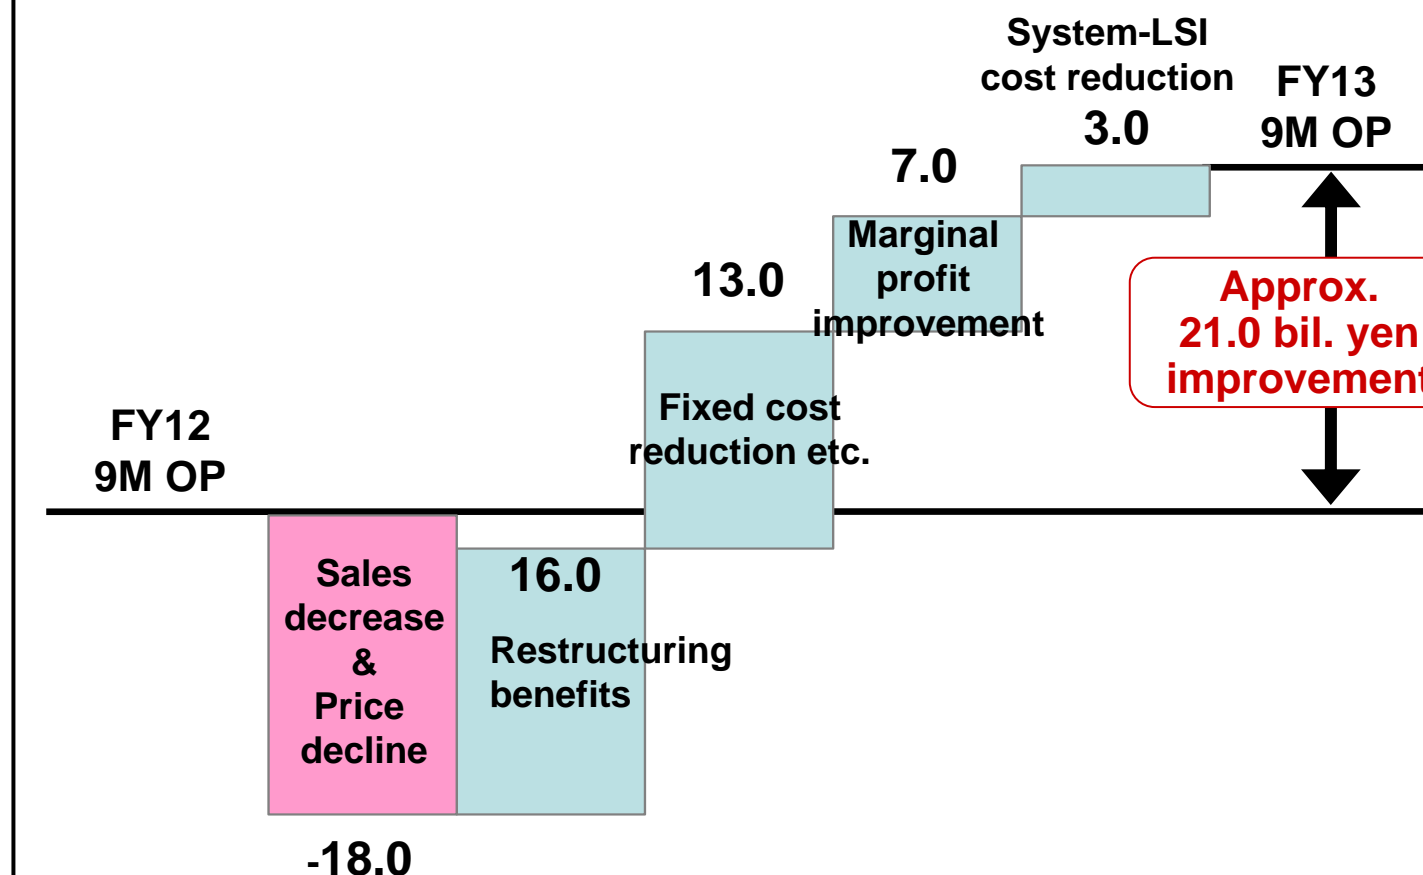 System-LSI
cost reduction
3.0
FY13
9M OP
7.0
Marginal
profit
improvement
13.0
Approx.
21.0 bil. yen
improvement
Fixed cost
reduction etc.
FY12
9M OP
Sales
decrease
&
Price
decline
-18.0
16.0
Restructuring
benefits